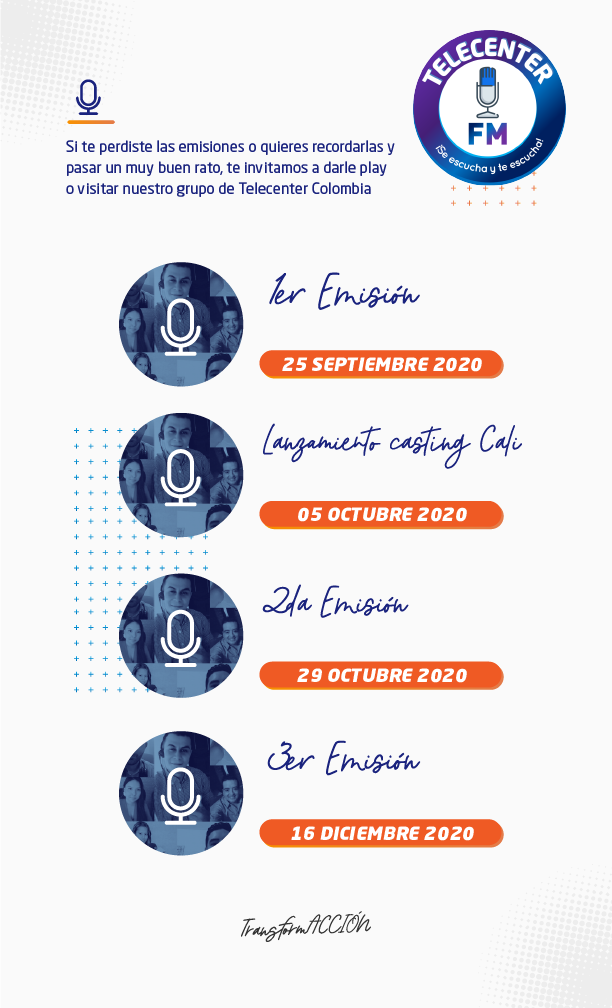 TELECENTER
FM
¡Se escucha y te escucha!
Si te perdiste las emisiones o quieres recordarlas y
pasar un muy buen rato, te invitamos a darle play
o visitar nuestro grupo de Telecenter Colombia
1er Emisión
25 SEPTIEMBRE 2020
Lanzamiento casting Cali
05 OCTUBRE 2020
2da Emisión
29 OCTUBRE 2020
3er Emisión
16 DICIEMBRE 2020
TransformACCIÓN